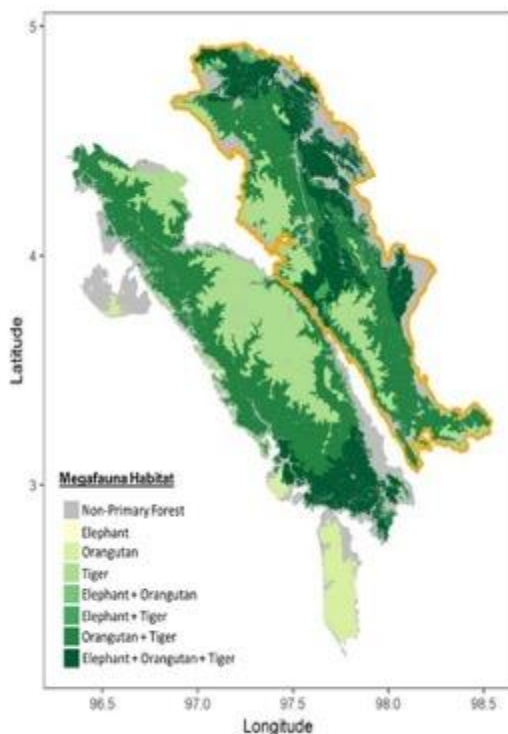 5
4
3
Latitude
Megafauna Habitat
Non-Primary Forest
Elephant
Orangutan
Tiger
Elephant + Orangutan
Elephant + Tiger
Orangutan + Tiger
Elephant + Orangutan + Tiger
96.5 97.0 97.5 98.0 98.5
Longitude